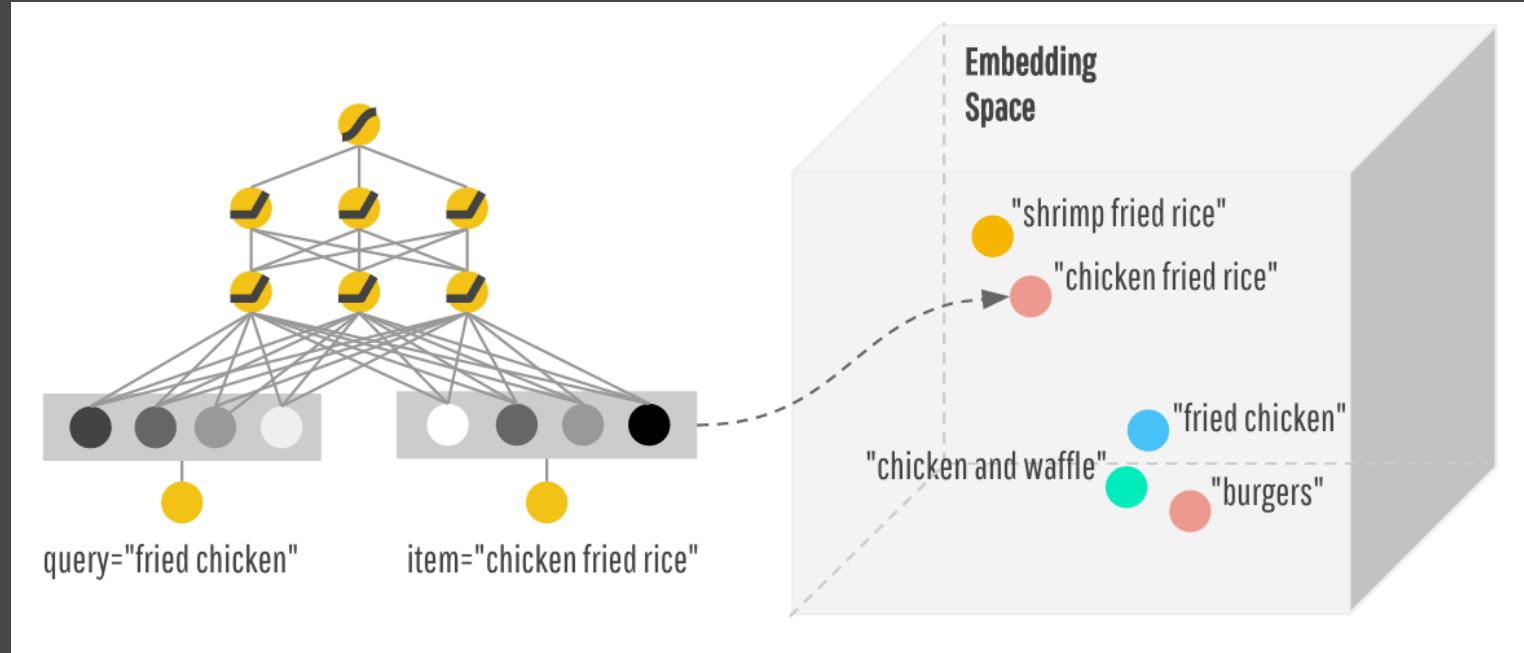 Embedding
Space
"shrimp fried rice"
"chicken fried rice"
"fried chicken"
"chicken and waffle"
"burgers"
query="fried chicken"
item="chicken fried rice"